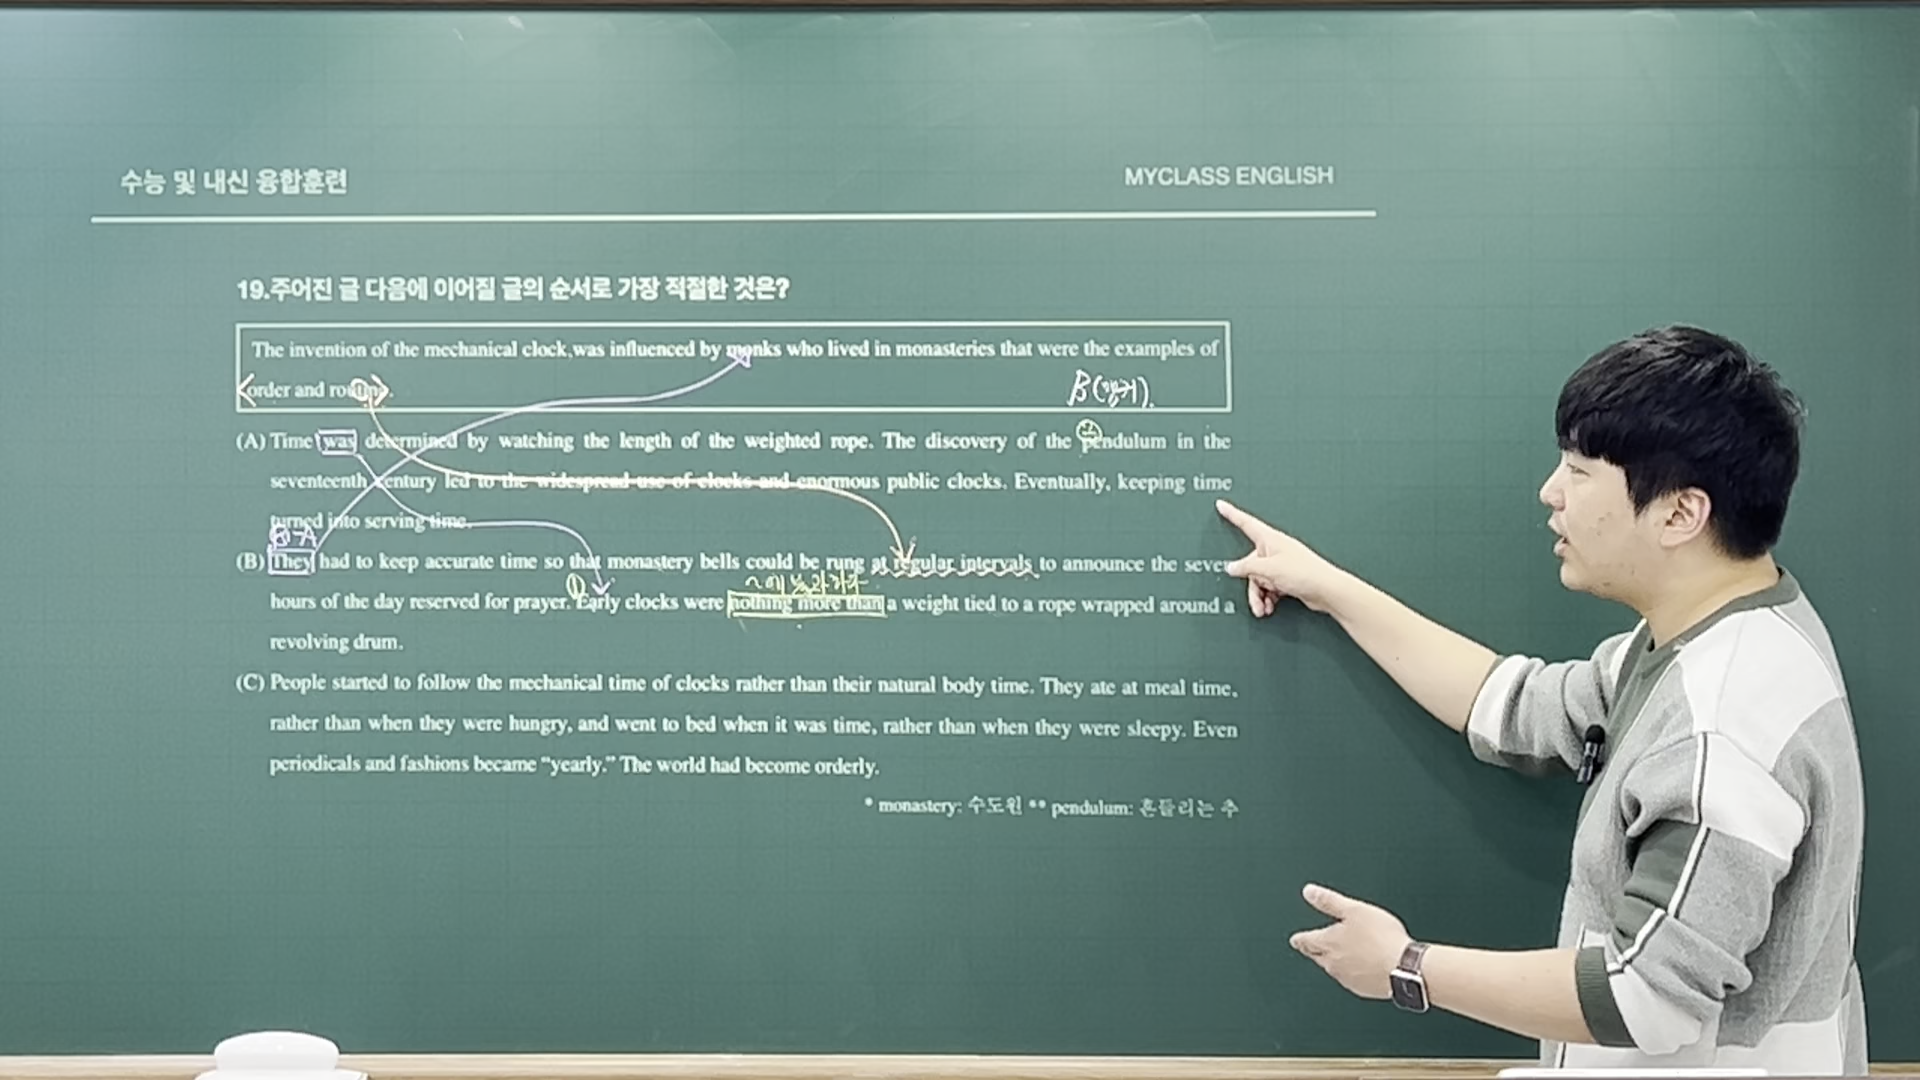 수능 및 내신 융합훈련
MYCLASS ENGLISH
19.주어진 글 다음에 이어질 글의 순서로 가장 적절한 것은?
The invention of the mechanical clock was influenced by monks who lived in monasteries that were the examples of
order and routine.
B(
(A) Time was determined by watching the length of the weighted rope. The discovery of the pendulum in the
②
seventeenth century led to the widespread use of clocks and enormous public clocks. Eventually, keeping time
turned into serving time.
B-A
(B) They had to keep accurate time so that monastery bells could be rung at regular intervals to announce the seven
① ~에 불과하다
hours of the day reserved for prayer. Early clocks were nothing more than a weight tied to a rope wrapped around a
revolving drum.
(C) People started to follow the mechanical time of clocks rather than their natural body time. They ate at meal time,
rather than when they were hungry, and went to bed when it was time, rather than when they were sleepy. Even
periodicals and fashions became “yearly.” The world had become orderly.
* monastery: 수도원 ** pendulum: 흔들리는 추